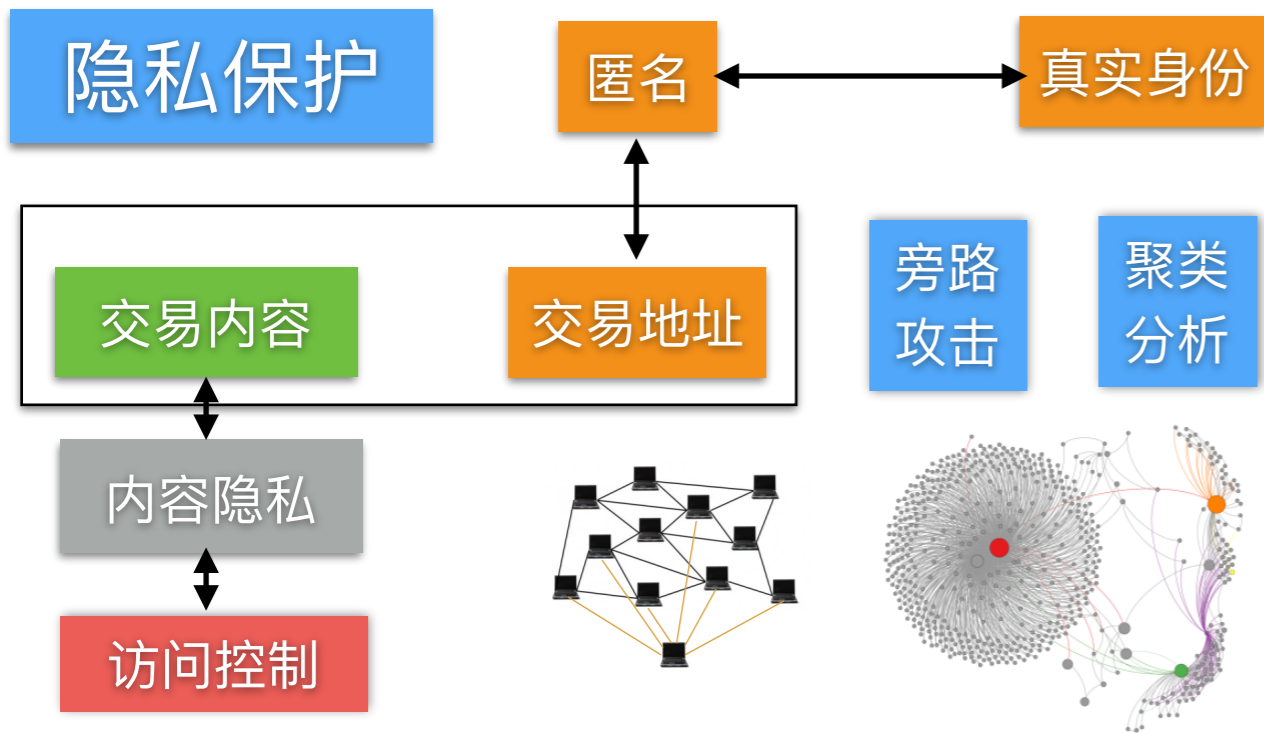 隐私保护
匿名
真实身份
交易内容
交易地址
旁路
攻击
聚类
分析
内容隐私
访问控制